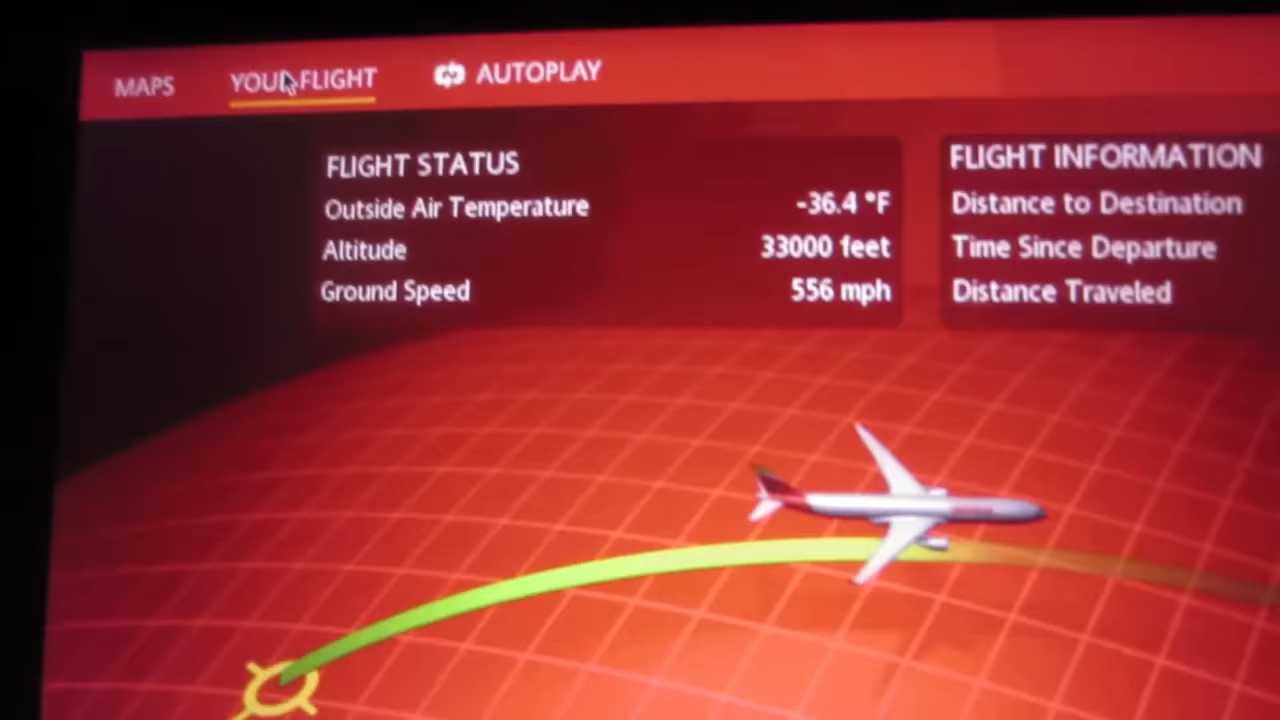 MAPS YOUR FLIGHT AUTOPLAY
FLIGHT STATUS
Outside Air Temperature -36.4 °F
Altitude 33000 feet
Ground Speed 556 mph
FLIGHT INFORMATION
Distance to Destination
Time Since Departure
Distance Traveled